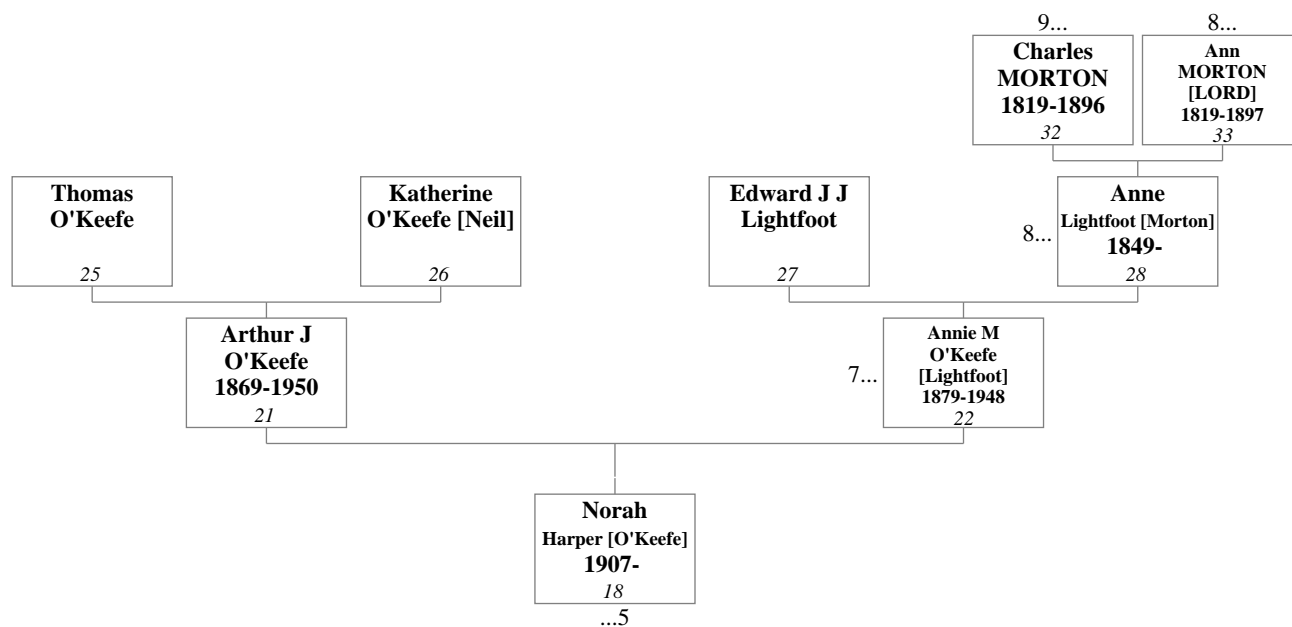 9...
8...
Charles
MORTON
1819-1896
32
Ann
MORTON
[LORD]
1819-1897
33
Thomas
O'Keefe
25
Katherine
O'Keefe [Neil]
26
Edward J J
Lightfoot
27
8...
Anne
Lightfoot [Morton]
1849-
28
Arthur J
O'Keefe
1869-1950
21
7...
Annie M
O'Keefe
[Lightfoot]
1879-1948
22
Norah
Harper [O'Keefe]
1907-
18
...5